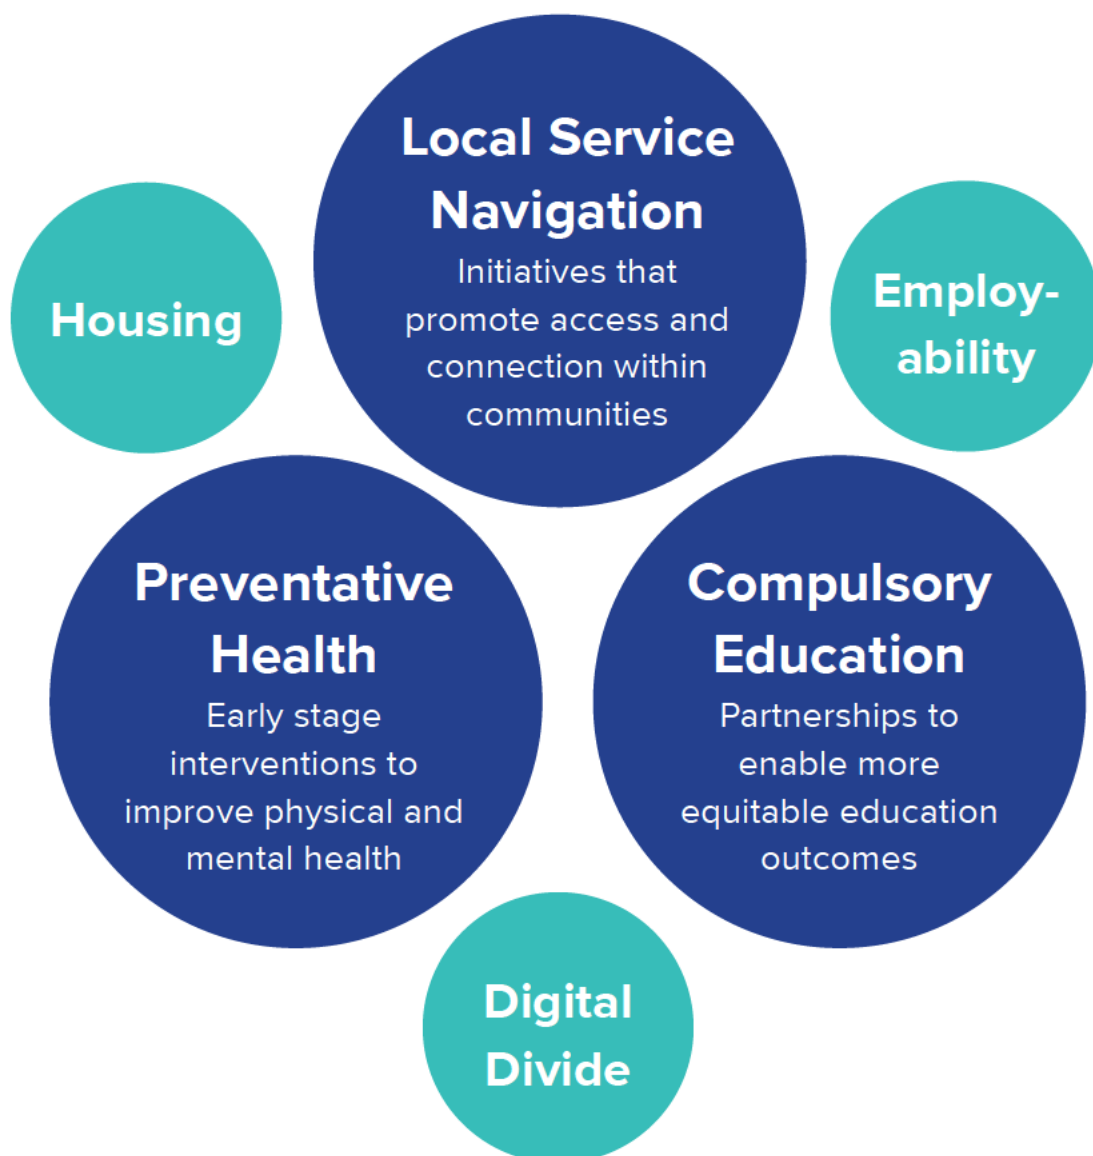 Local Service
Navigation
Initiatives that
promote access and
connection within
communities
Housing
Employ-
ability
Preventative
Health
Early stage
interventions to
improve physical and
mental health
Compulsory
Education
Partnerships to
enable more
equitable education
outcomes
Digital
Divide